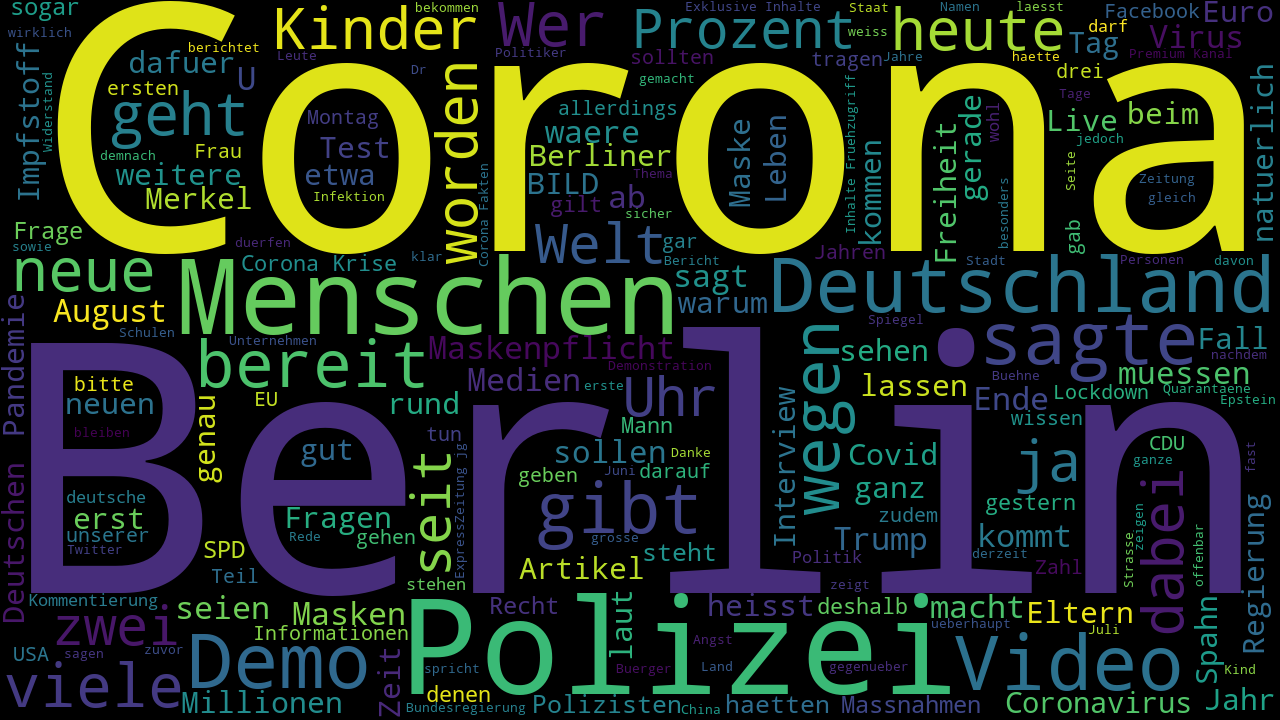 sogar
wirklich
bekommen
Kinder
Wer
Exklusive Inhalte
Prozent
Staat
weiss
heute
Namen
Jahre
laesst
haette
Facebook
darf
Tag
Euro
Virus
Premium Kanal
Corona
berichtet
Leute
Politiker
sollten
gemacht
tragen
drei
Tage
dafuer
ersten
U
geht
Dr
worden
allerdings
waere
Berliner
BILD
Thema
gilt
ab
sicher
Maske
Leben
Inhalte Fruehzugriff
kommen
Freiheit
gerade
wohl
besonders
Live
beim
jedoch
Seite
Zeitung
gleich
gab
natuerlich
Impfstoff
Widerstand
demnach
weitere
Merkel
Montag
Test
Frau
etwa
Infektion
Corona Fakten
Frage
sowie
duerfen
klar
Corona Krise
Welt
gar
Bericht
Jahren
Stadt
Personen
davon
neue
Menschen
sagt
warum
Deutschland
August
Schulen
Unternehmen
Spiegel
sagte
Fall
nachdem
Pandemie
bereit
Maskenpflicht
Demonstration
sehen
Buehne
muessen
bitte
neuen
EU
Medien
erste
Uhr
lassen
Ende
Lockdown
Quarantaene
Epstein
Berlin
bleiben
genau
gut
rund
tun
Mann
sollen
Danke
Interview
wegen
Covid
wissen
ja
CDU
ganze
fast
deutsche
erst
unserer
Twitter
Fragen
Rede
gehen
seit
ExpressZeitung jg
geben
Juni
darauf
gibt
grosse
ganz
zudem
gestern
zeigen
dabei
offenbar
Strasse
Deutschen
SPD
Teil
stehen
Artikel
steht
Trump
Politik
kommt
derzeit
Zahl
zeigt
Regierung
Kommentierung
seien
Masken
Informationen
Recht
laut
heisst
deshalb
macht
ueberhaupt
Eltern
Juli
zwei
USA
sagen
zuvor
Demo
Zeit
Polizei
spricht
Buerger
Angst
Land
gegenueber
Video
Spahn
Kind
viele
Millionen
denen
Bundesregierung
Polizisten
China
haetten
Massnahmen
Coronavirus
Jahr